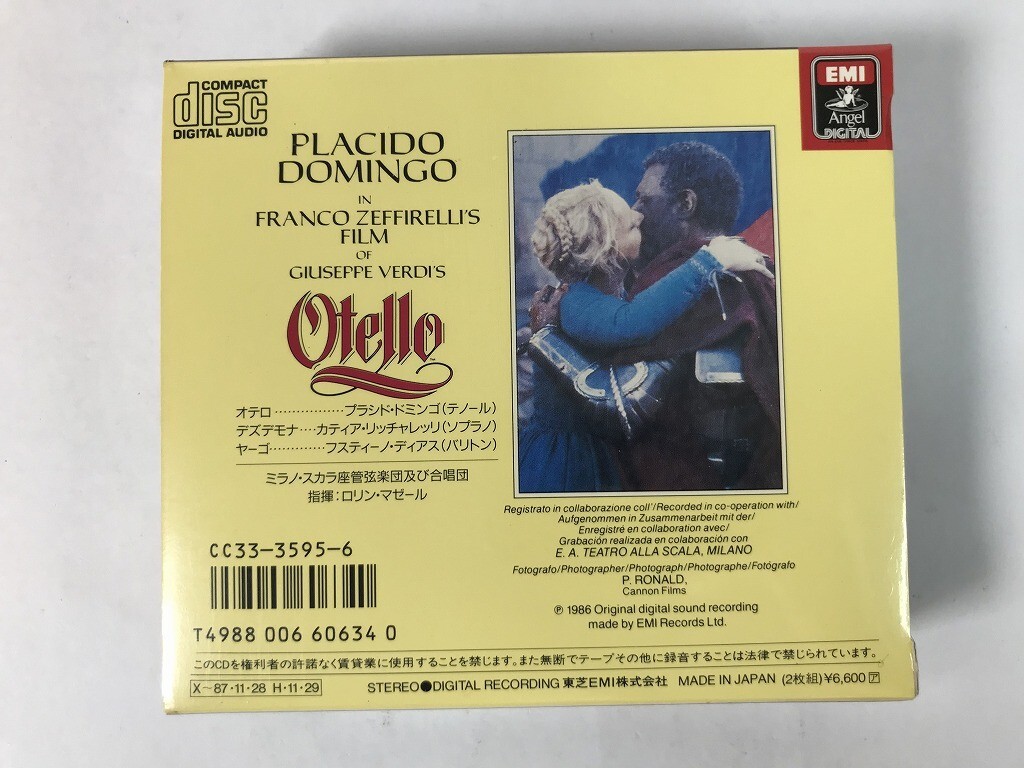 COMPACT
disc
DIGITAL AUDIO
EMI
Angel
DIGITAL
PLACIDO
DOMINGO
IN
FRANCO ZEFFIRELLI'S
FILM
OF
GIUSEPPE VERDI'S
Otello
オテロ················プラシド・ドミンゴ(テノール)
デズデモナ····カティア・リッチャレッリ(ソプラノ)
ヤーゴ·············フスティーノ・ディアス(バリトン)
ミラノ・スカラ座管弦楽団及び合唱団
指揮：ロリン・マゼール
Registrato in collaborazione coll'/Recorded in co-operation with/
Aufgenommen in Zusammenarbeit mit der/
Enregistré en collaboration avec/
Grabación realizada en colaboración con
E. A. TEATRO ALLA SCALA, MILANO
Fotografo/Photographer/Photograph/Photographe/Fotógrafo
P. RONALD,
Cannon Films
℗ 1986 Original digital sound recording
made by EMI Records Ltd.
CC33-3595-6
T4988 006 60634 0
このCDを権利者の許諾なく賃貸業に使用することを禁じます。また無断でテープその他に録音することは法律で禁じられています。
X〜87·11·28 H·11·29 STEREO●DIGITAL RECORDING 東芝EMI株式会社 MADE IN JAPAN (2枚組)¥6,600 ア